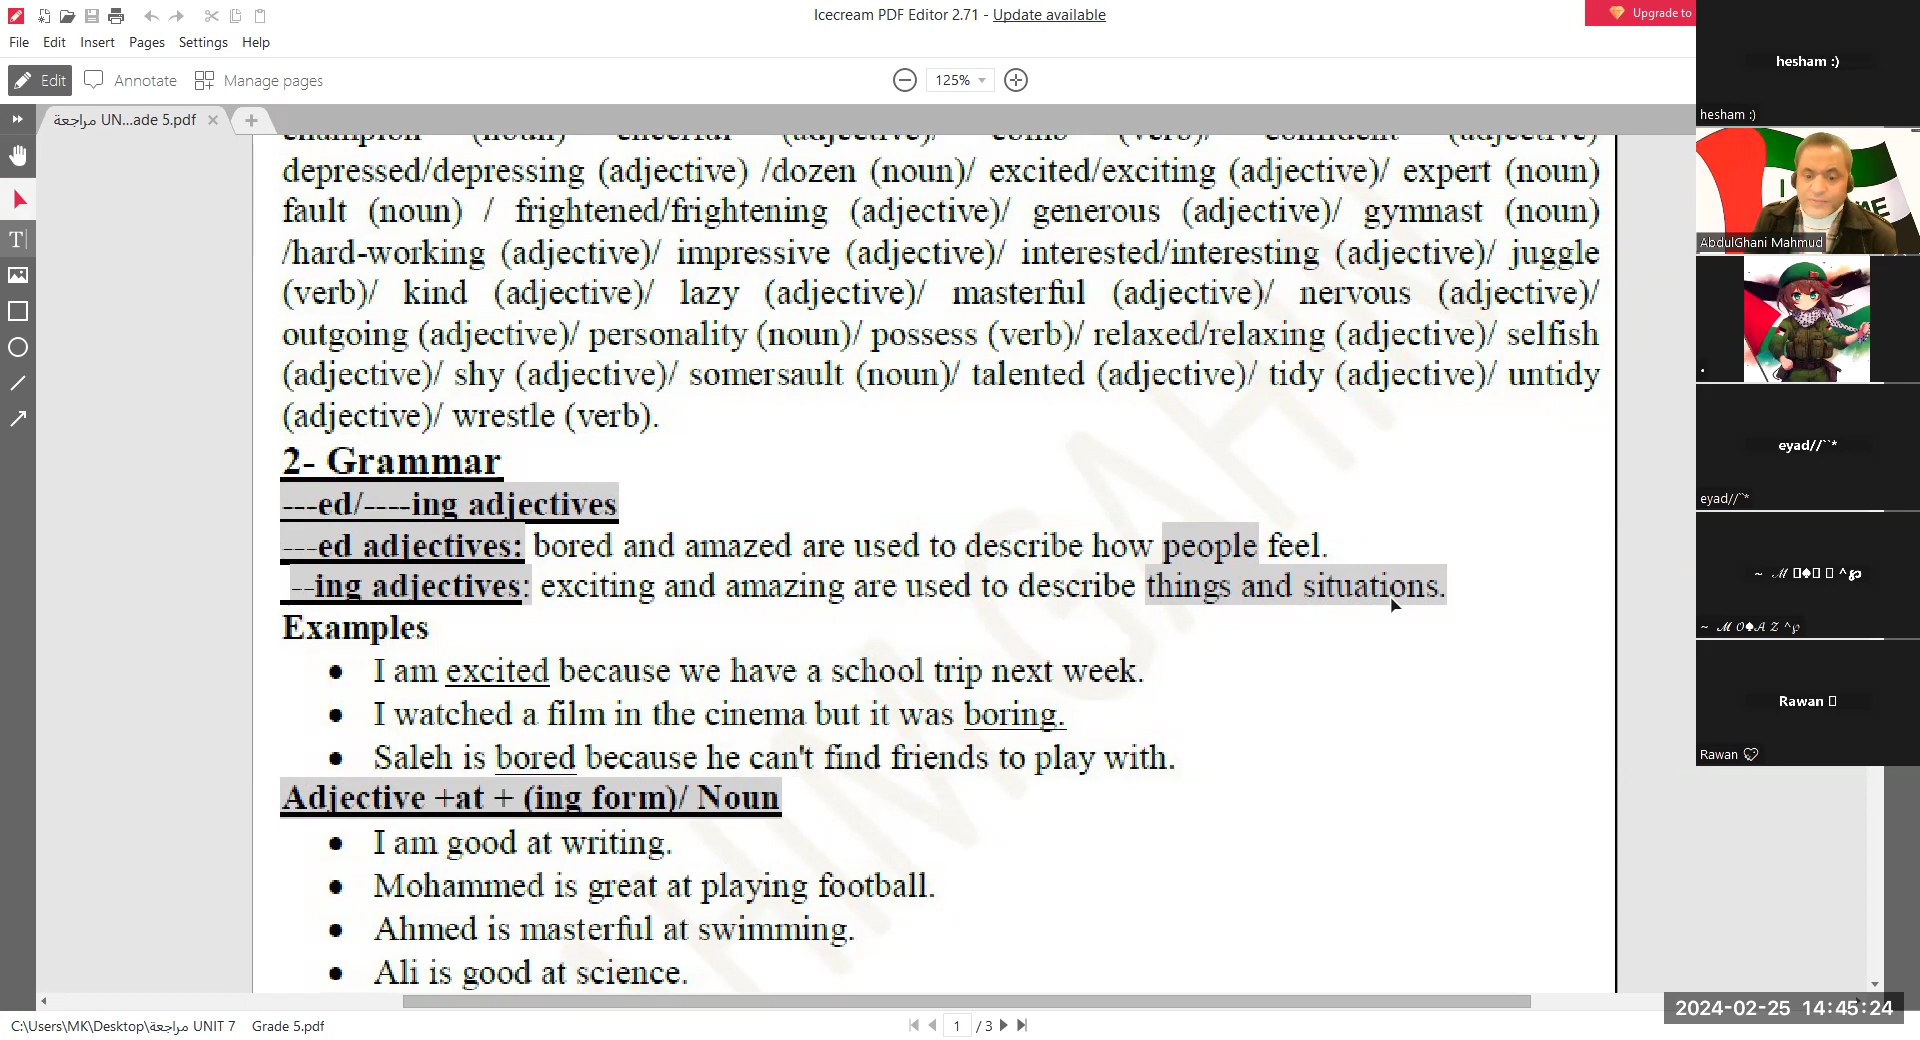 Icecream PDF Editor 2.71 - Update available
Upgrade to
File Edit Insert Pages Settings Help
Edit Annotate Manage pages
125%
مراجعة UN...ade 5.pdf
champion (noun) cheerful (adjective)/ comb (verb)/ confident (adjective)
depressed/depressing (adjective) /dozen (noun)/ excited/exciting (adjective)/ expert (noun)
fault (noun) / frightened/frightening (adjective)/ generous (adjective)/ gymnast (noun)
/hard-working (adjective)/ impressive (adjective)/ interested/interesting (adjective)/ juggle
(verb)/ kind (adjective)/ lazy (adjective)/ masterful (adjective)/ nervous (adjective)/
outgoing (adjective)/ personality (noun)/ possess (verb)/ relaxed/relaxing (adjective)/ selfish
(adjective)/ shy (adjective)/ somersault (noun)/ talented (adjective)/ tidy (adjective)/ untidy
(adjective)/ wrestle (verb).
2- Grammar
---ed/----ing adjectives
---ed adjectives: bored and amazed are used to describe how people feel.
--ing adjectives: exciting and amazing are used to describe things and situations.
Examples
• I am excited because we have a school trip next week.
• I watched a film in the cinema but it was boring.
• Saleh is bored because he can't find friends to play with.
Adjective +at + (ing form)/ Noun
• I am good at writing.
• Mohammed is great at playing football.
• Ahmed is masterful at swimming.
• Ali is good at science.
hesham :)
hesham :)
AbdulGhani Mahmud
eyad//``*
eyad//``*
~ ℳ O♠𝒜 Z ^℘
Rawan
Rawan ♡
C:\Users\MK\Desktop\مراجعة UNIT 7 Grade 5.pdf
1 / 3
2024-02-25 14:45:24